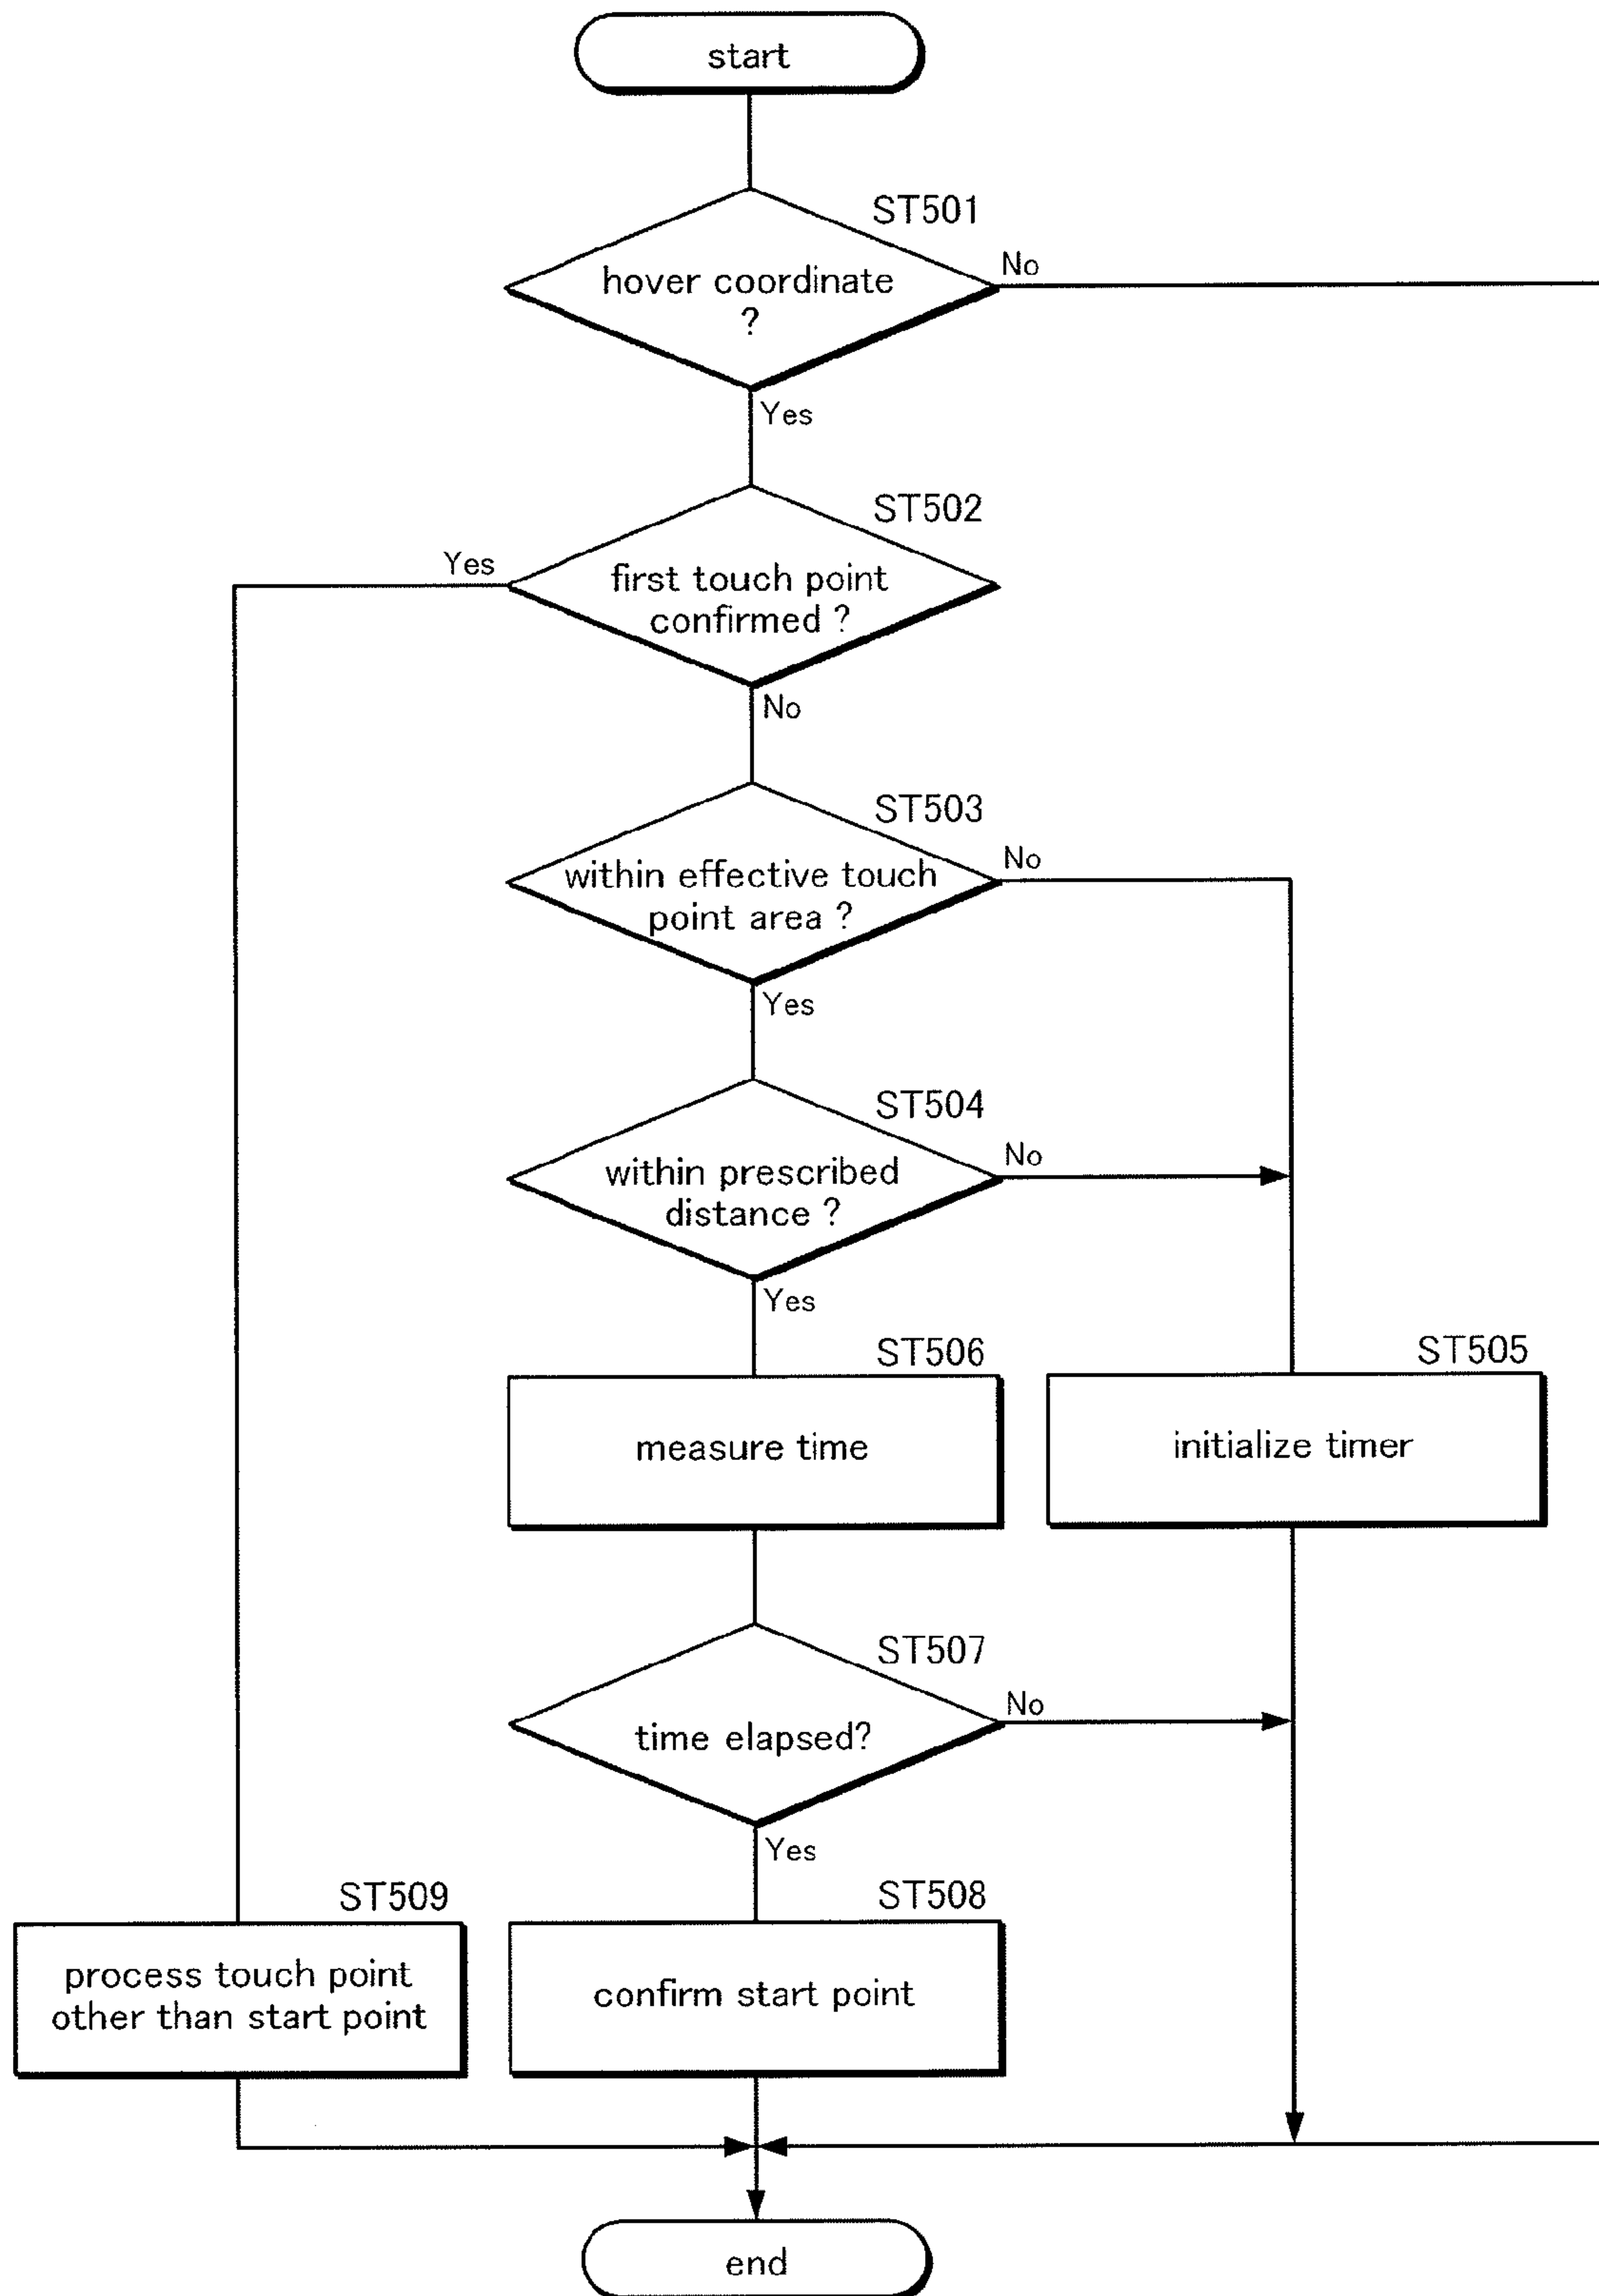 start
ST501
hover coordinate
?
No
Yes
ST502
Yes
first touch point
confirmed ?
No
ST503
No
within effective touch
point area ?
Yes
ST504
No
within prescribed
distance ?
Yes
ST506
ST505
measure time
initialize timer
ST507
No
time elapsed?
Yes
ST509
ST508
process touch point
other than start point
confirm start point
end